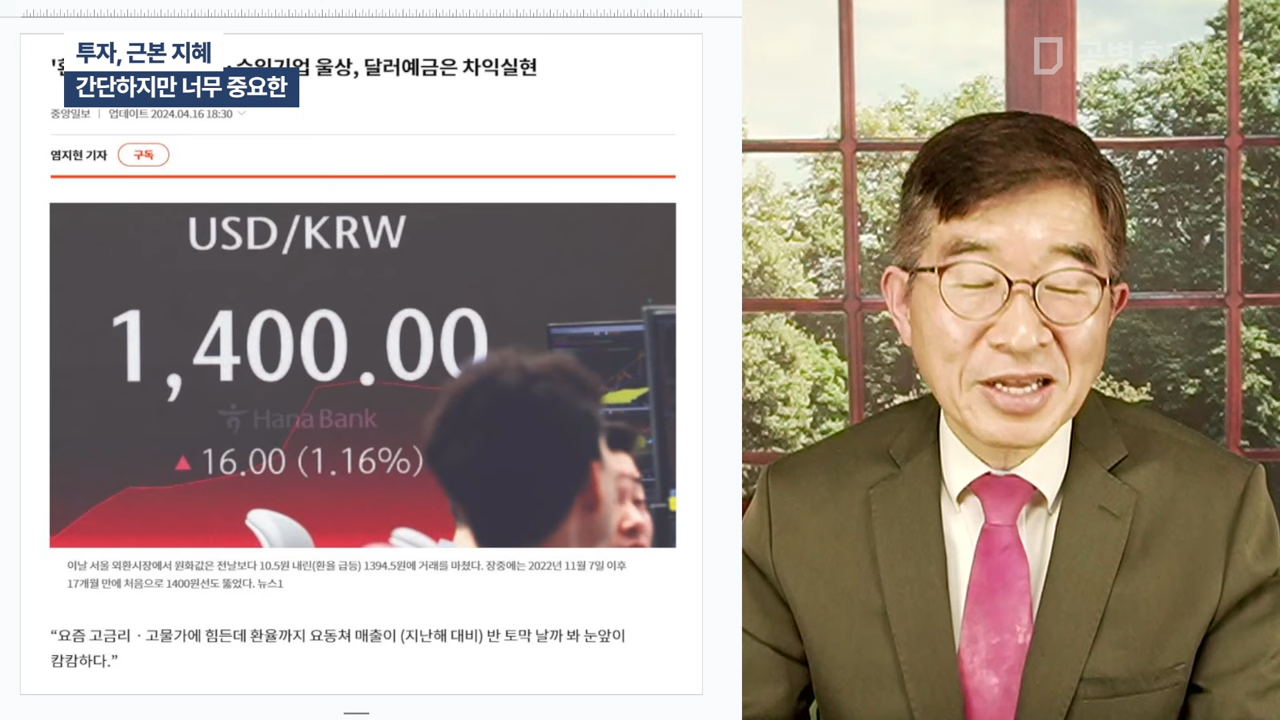 투자, 근본 지혜
간단하지만 너무 중요한
울상, 달러예금은 차익실현
중앙일보 | 업데이트 2024.04.16 18:30
염지현 기자 구독
USD/KRW
1,400.00
Hana Bank
▲ 16.00 (1.16%)
이날 서울 외환시장에서 원화값은 전날보다 10.5원 내린(환율 급등) 1394.5원에 거래를 마쳤다. 장중에는 2022년 11월 7일 이후
17개월 만에 처음으로 1400원선도 뚫었다. 뉴스1
“요즘 고금리ㆍ고물가에 힘든데 환율까지 요동쳐 매출이 (지난해 대비) 반 토막 날까 봐 눈앞이
캄캄하다.”